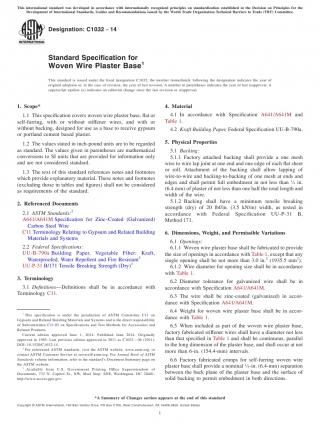 This international standard was developed in accordance with internationally recognized principles on standardization established in the Decision on Principles for the
Development of International Standards, Guides and Recommendations issued by the World Trade Organization Technical Barriers to Trade (TBT) Committee.
Designation: C1032 − 14
Standard Specification for
Woven Wire Plaster Base¹
This standard is issued under the fixed designation C1032; the number immediately following the designation indicates the year of
original adoption or, in the case of revision, the year of last revision. A number in parentheses indicates the year of last reapproval. A
superscript epsilon (ε) indicates an editorial change since the last revision or reapproval.
1. Scope*
1.1 This specification covers woven wire plaster base, flat or
self-furring, with or without stiffener wires, and with or
without backing, designed for use as a base to receive gypsum
or portland cement based plaster.
1.2 The values stated in inch-pound units are to be regarded
as standard. The values given in parentheses are mathematical
conversions to SI units that are provided for information only
and are not considered standard.
1.3 The text of this standard references notes and footnotes
which provide explanatory material. These notes and footnotes
(excluding those in tables and figures) shall not be considered
as requirements of the standard.
2. Referenced Documents
2.1 ASTM Standards:²
A641/A641M Specification for Zinc-Coated (Galvanized)
Carbon Steel Wire
C11 Terminology Relating to Gypsum and Related Building
Materials and Systems
2.2 Federal Specifications:
UU-B-790a Building Paper, Vegetable Fiber: Kraft,
Waterproofed, Water Repellent and Fire Resistant³
UU-P-31 B/171 Tensile Breaking Strength (Dry)³
3. Terminology
3.1 Definitions—Definitions shall be in accordance with
Terminology C11.
¹ This specification is under the jurisdiction of ASTM Committee C11 on
Gypsum and Related Building Materials and Systems and is the direct responsibility
of Subcommittee C11.02 on Specifications and Test Methods for Accessories and
Related Products.
Current edition approved June 1, 2014. Published June 2014. Originally
approved in 1985. Last previous edition approved in 2011 as C1032 – 06 (2011).
DOI: 10.1520/C1032-14.
² For referenced ASTM standards, visit the ASTM website, www.astm.org, or
contact ASTM Customer Service at service@astm.org. For Annual Book of ASTM
Standards volume information, refer to the standard's Document Summary page on
the ASTM website.
³ Available from U.S. Government Printing Office Superintendent of
Documents, 732 N. Capitol St., NW, Mail Stop: SDE, Washington, DC 20401,
http://www.access.gpo.gov.
4. Material
4.1 In accordance with Specification A641/A641M and
Table 1.
4.2 Kraft Building Paper, Federal Specification UU-B-790a.
5. Physical Properties
5.1 Backing:
5.1.1 Factory attached backing shall provide a one mesh
wire to wire lap joint at one end and one edge of each flat sheet
or roll. Attachment of the backing shall allow lapping of
wire-to-wire and backing-to-backing of one mesh at ends and
edges and shall permit full embedment in not less than ¼ in.
(6.4 mm) of plaster of not less than one half the total length and
width of the wire.
5.1.2 Backing shall have a minimum tensile breaking
strength (dry) of 20 lbf/in. (3.5 kN/m) width, as tested in
accordance with Federal Specification UU-P-31 B,
Method 171.
6. Dimensions, Weight, and Permissible Variations
6.1 Openings:
6.1.1 Woven wire plaster base shall be fabricated to provide
the size of openings in accordance with Table 1, except that any
single opening shall be not more than 3.0 in.² (1935.5 mm²).
6.1.2 Wire diameter for opening size shall be in accordance
with Table 1.
6.2 Diameter tolerance for galvanized wire shall be in
accordance with Specification A641/A641M.
6.3 The wire shall be zinc-coated (galvanized) in accor-
dance with Specification A641/A641M.
6.4 Weight for woven wire plaster base shall be in accor-
dance with Table 1.
6.5 When included as part of the woven wire plaster base,
factory fabricated stiffener wires shall have a diameter not less
than that specified in Table 1 and shall be continuous, parallel
to the long dimension of the plaster base, and shall occur at not
more than 6-in. (154.4-mm) intervals.
6.6 Factory fabricated crimps for self-furring woven wire
plaster base shall provide a nominal ¼-in. (6.4-mm) separation
between the back plane of the plaster base and the surface of
solid backing to permit embedment in both directions.
*A Summary of Changes section appears at the end of this standard
1